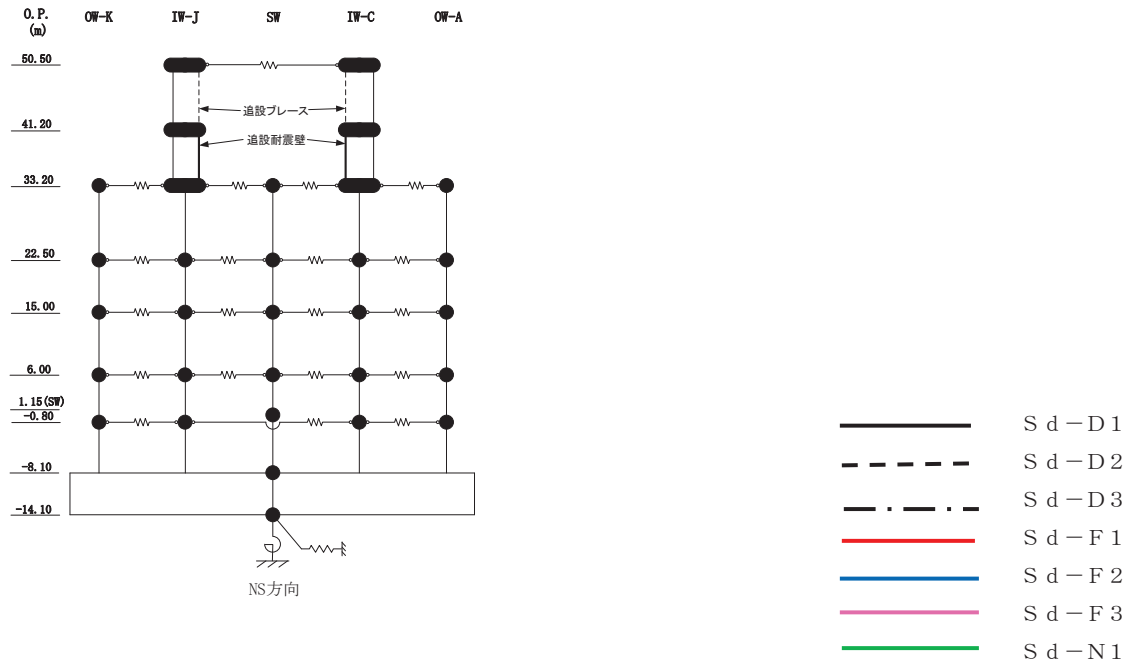 O.P.
(m)
OW-K IW-J SW IW-C OW-A
50.50
追設ブレース
41.20
追設耐震壁
33.20
22.50
15.00
6.00
1.15(SW)
-0.80
-8.10
-14.10
NS方向
Ｓｄ－Ｄ１
Ｓｄ－Ｄ２
Ｓｄ－Ｄ３
Ｓｄ－Ｆ１
Ｓｄ－Ｆ２
Ｓｄ－Ｆ３
Ｓｄ－Ｎ１